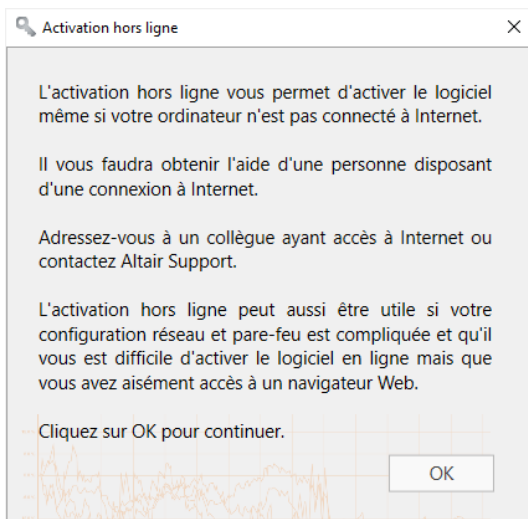 Activation hors ligne
L'activation hors ligne vous permet d'activer le logiciel
même si votre ordinateur n'est pas connecté à Internet.
Il vous faudra obtenir l'aide d'une personne disposant
d'une connexion à Internet.
Adressez-vous à un collègue ayant accès à Internet ou
contactez Altair Support.
L'activation hors ligne peut aussi être utile si votre
configuration réseau et pare-feu est compliquée et qu'il
vous est difficile d'activer le logiciel en ligne mais que
vous avez aisément accès à un navigateur Web.
Cliquez sur OK pour continuer.
OK